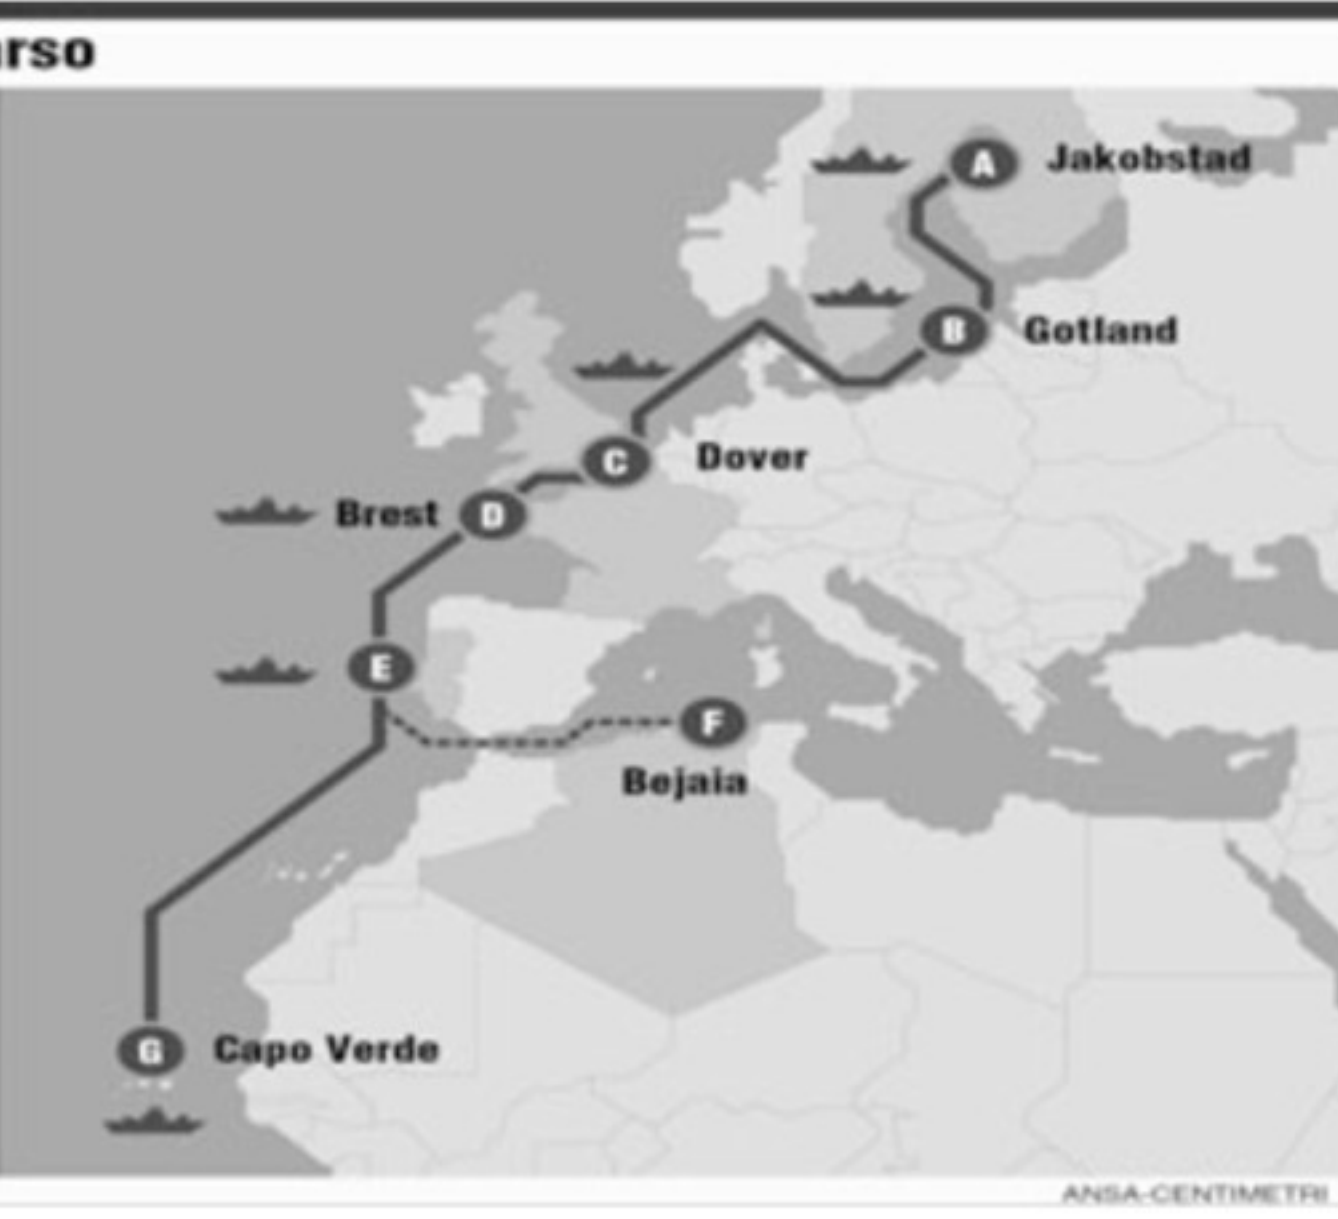 rso
A Jakobstad
B Gotland
C Dover
Brest D
E
F
Bejaia
G Capo Verde
ANSA-CENTIMETRI